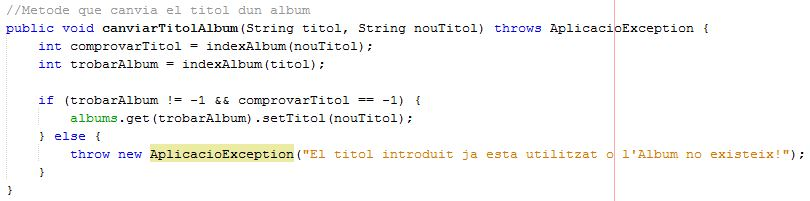 //Metode que canvia el titol dun album
public void canviarTitolAlbum(String titol, String nouTitol) throws AplicacioException {
    int comprovarTitol = indexAlbum(nouTitol);
    int trobarAlbum = indexAlbum(titol);

    if (trobarAlbum != -1 && comprovarTitol == -1) {
        albums.get(trobarAlbum).setTitol(nouTitol);
    } else {
        throw new AplicacioException("El titol introduit ja esta utilitzat o l'Album no existeix!");
    }
}